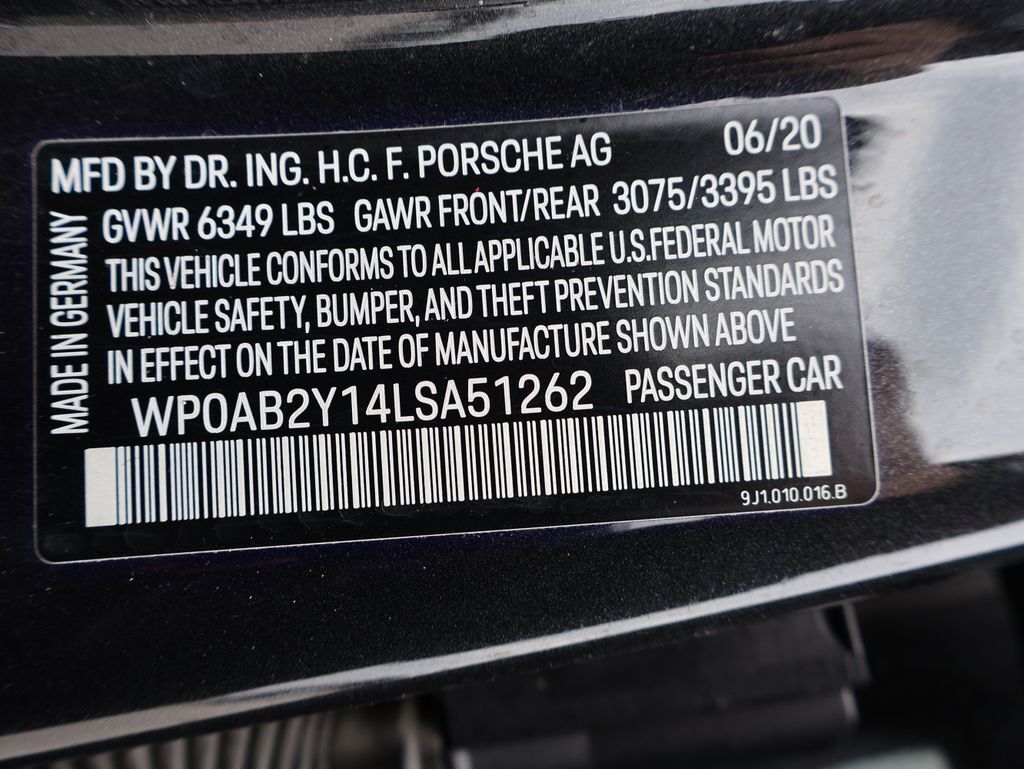 MFD BY DR. ING. H.C. F. PORSCHE AG 06/20
GVWR 6349 LBS GAWR FRONT/REAR 3075/3395 LBS
THIS VEHICLE CONFORMS TO ALL APPLICABLE U.S.FEDERAL MOTOR
VEHICLE SAFETY, BUMPER, AND THEFT PREVENTION STANDARDS
IN EFFECT ON THE DATE OF MANUFACTURE SHOWN ABOVE
WP0AB2Y14LSA51262 PASSENGER CAR
MADE IN GERMANY
9J1.010.016.B